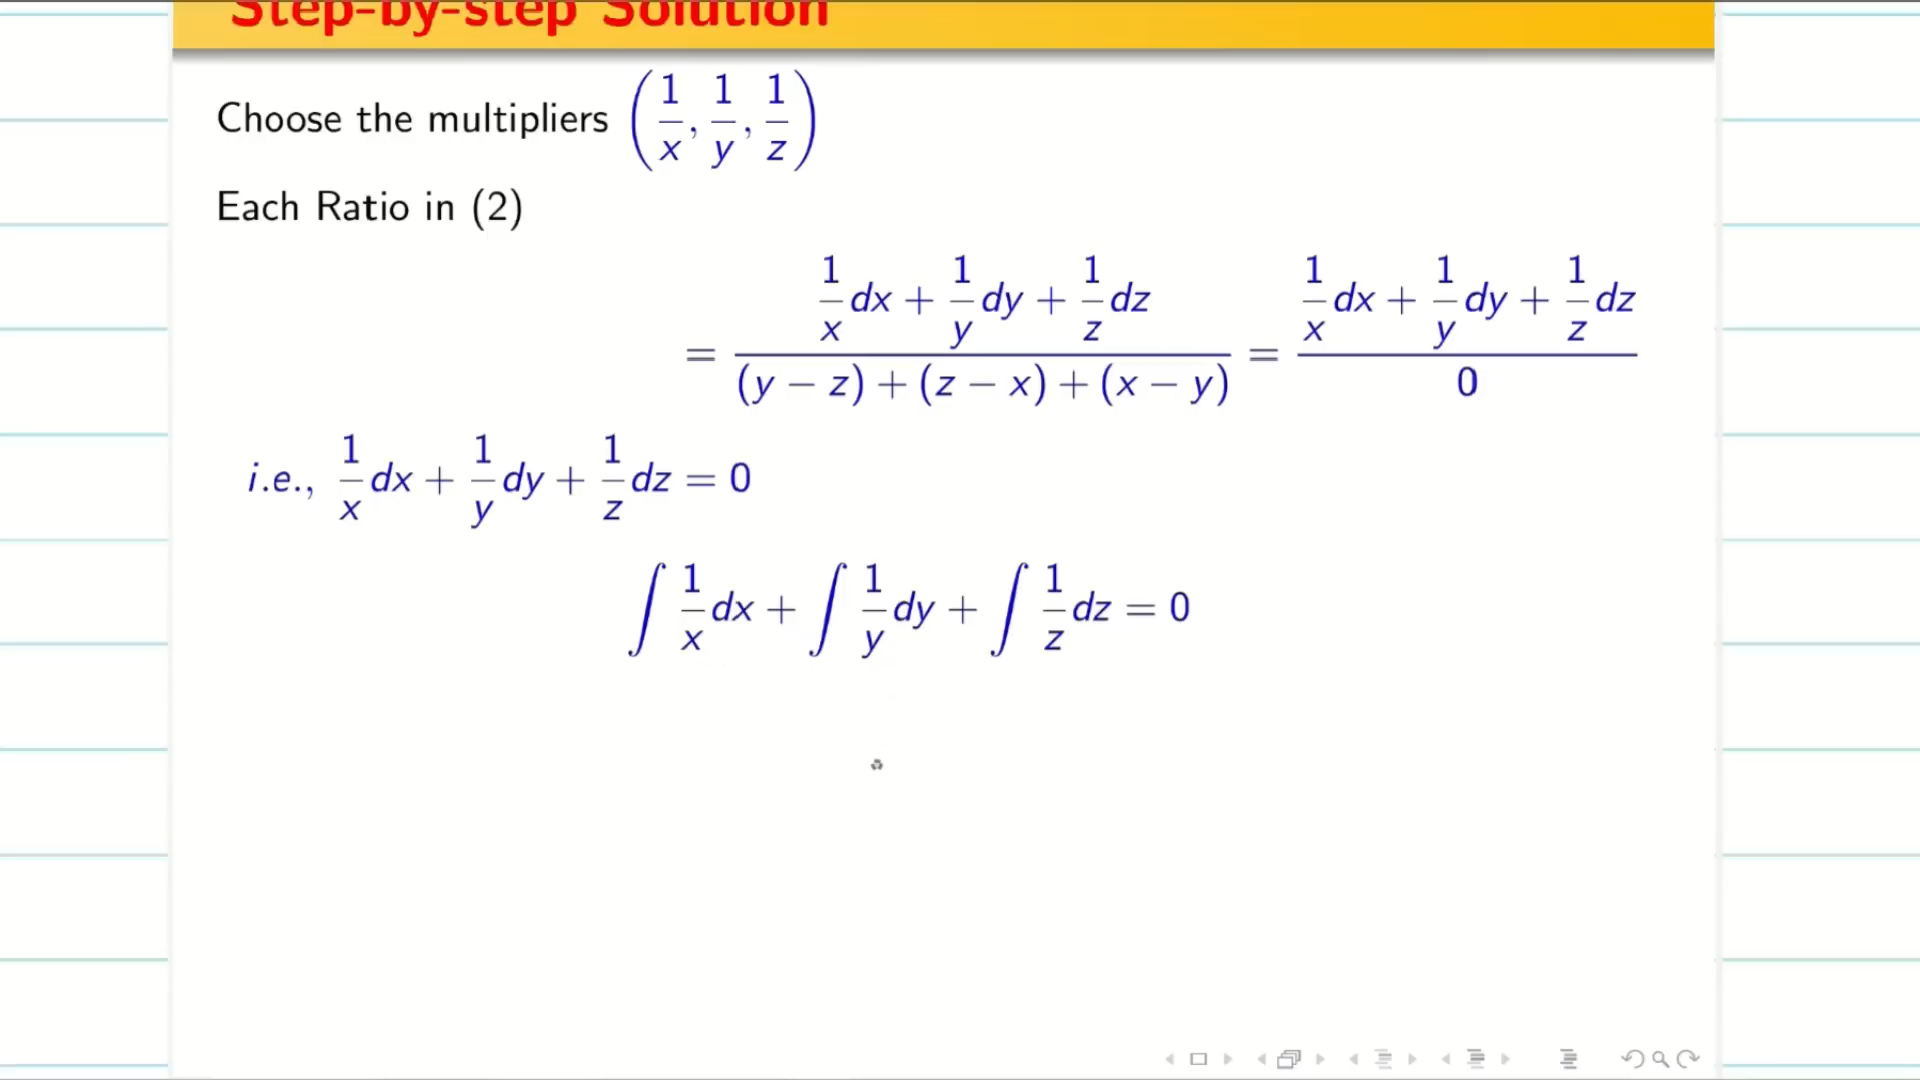 Step-by-step Solution
Choose the multipliers (1/x, 1/y, 1/z)
Each Ratio in (2)
= (1/x dx + 1/y dy + 1/z dz)/((y − z) + (z − x) + (x − y)) = (1/x dx + 1/y dy + 1/z dz)/0
i.e., 1/x dx + 1/y dy + 1/z dz = 0
∫ 1/x dx + ∫ 1/y dy + ∫ 1/z dz = 0